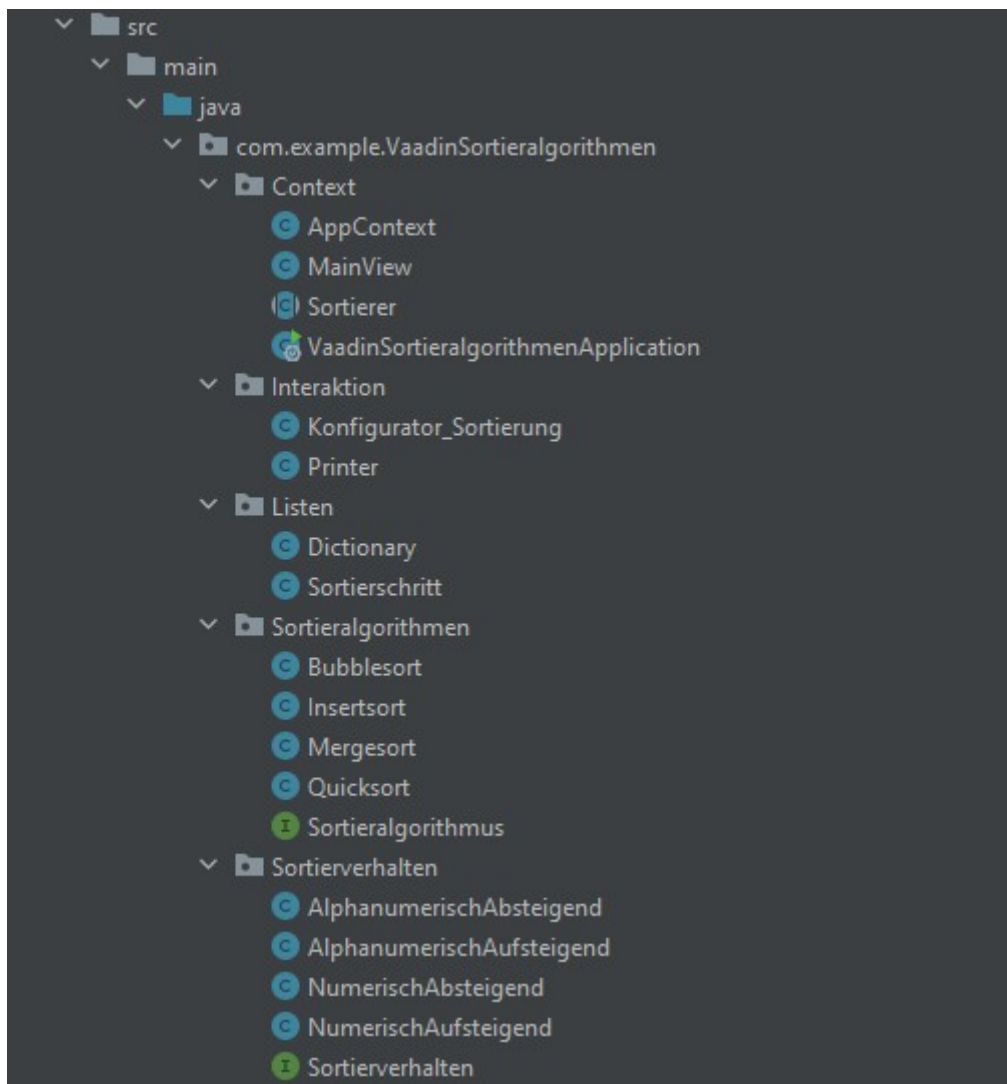 src
main
java
com.example.VaadinSortieralgorithmen
Context
AppContext
MainView
Sortierer
VaadinSortieralgorithmenApplication
Interaktion
Konfigurator_Sortierung
Printer
Listen
Dictionary
Sortierschritt
Sortieralgorithmen
Bubblesort
Insertsort
Mergesort
Quicksort
Sortieralgorithmus
Sortierverhalten
AlphanumerischAbsteigend
AlphanumerischAufsteigend
NumerischAbsteigend
NumerischAufsteigend
Sortierverhalten